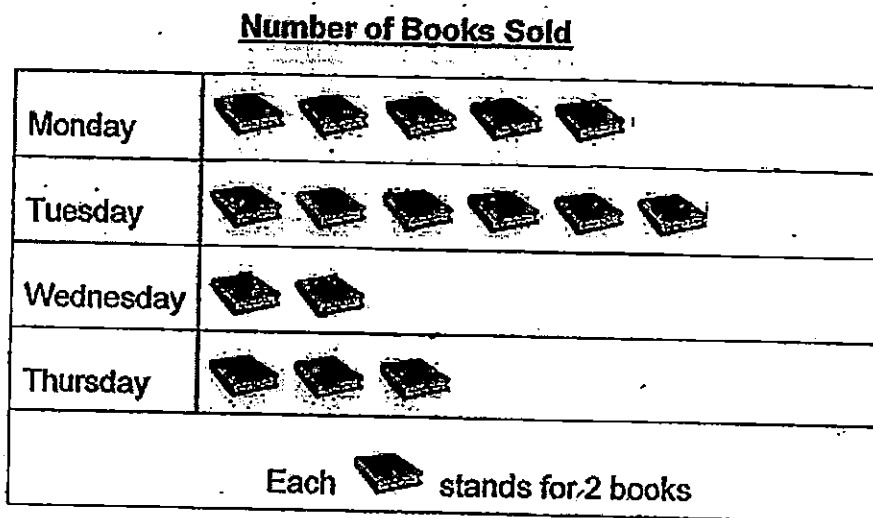 Number of Books Sold
Monday
Tuesday
Wednesday
Thursday
Each stands for 2 books